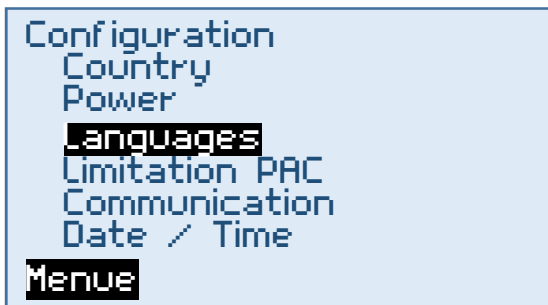 Configuration
Country
Power
Languages
Limitation PAC
Communication
Date / Time
Menue